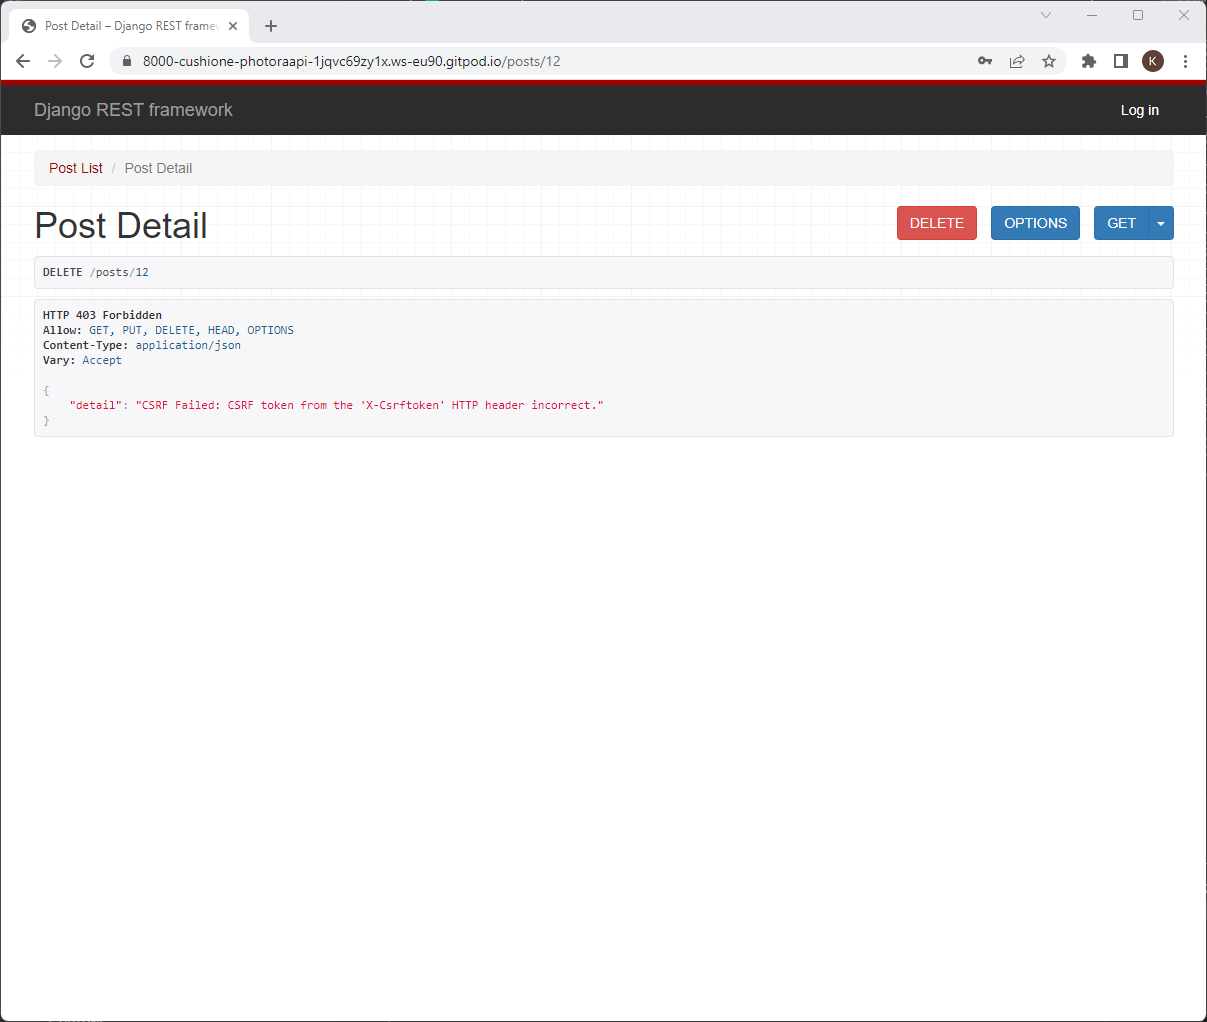 Post Detail – Django REST framew
8000-cushione-photoraapi-1jqvc69zy1x.ws-eu90.gitpod.io/posts/12
K
Django REST framework
Log in
Post List / Post Detail
Post Detail
DELETE
OPTIONS
GET
DELETE /posts/12
HTTP 403 Forbidden
Allow: GET, PUT, DELETE, HEAD, OPTIONS
Content-Type: application/json
Vary: Accept
{
"detail": "CSRF Failed: CSRF token from the 'X-Csrftoken' HTTP header incorrect."
}